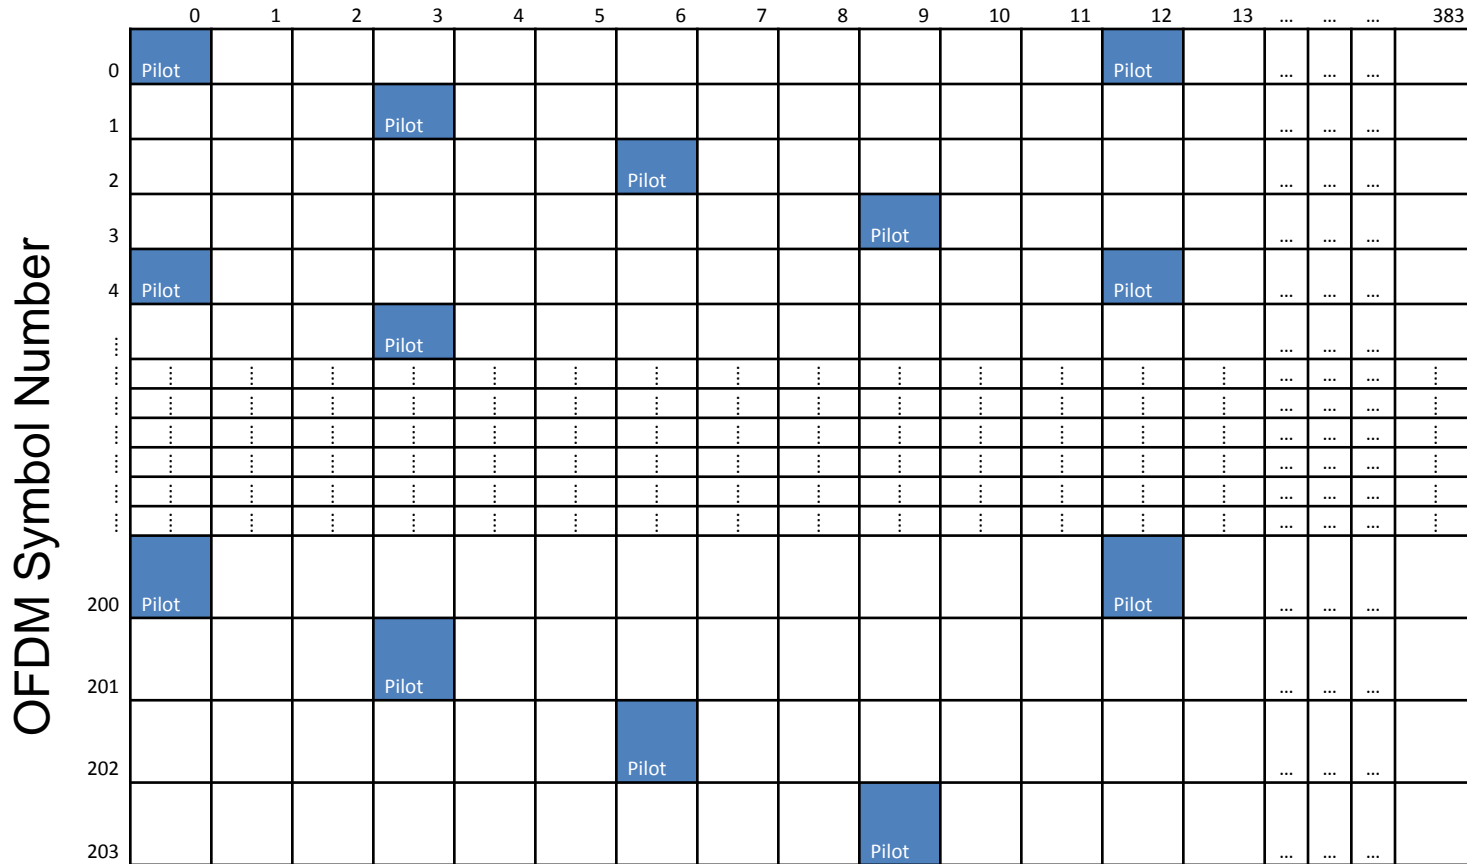 0 1 2 3 4 5 6 7 8 9 10 11 12 13 ... ... ... 383
OFDM Symbol Number
0 Pilot Pilot ... ... ...
1 Pilot ... ... ...
2 Pilot ... ... ...
3 Pilot ... ... ...
4 Pilot Pilot ... ... ...
⋮ Pilot ... ... ...
⋮ ⋮ ⋮ ⋮ ⋮ ⋮ ⋮ ⋮ ⋮ ⋮ ⋮ ⋮ ⋮ ⋮ ⋮ ... ... ... ⋮
⋮ ⋮ ⋮ ⋮ ⋮ ⋮ ⋮ ⋮ ⋮ ⋮ ⋮ ⋮ ⋮ ⋮ ⋮ ... ... ... ⋮
⋮ ⋮ ⋮ ⋮ ⋮ ⋮ ⋮ ⋮ ⋮ ⋮ ⋮ ⋮ ⋮ ⋮ ⋮ ... ... ... ⋮
⋮ ⋮ ⋮ ⋮ ⋮ ⋮ ⋮ ⋮ ⋮ ⋮ ⋮ ⋮ ⋮ ⋮ ⋮ ... ... ... ⋮
⋮ ⋮ ⋮ ⋮ ⋮ ⋮ ⋮ ⋮ ⋮ ⋮ ⋮ ⋮ ⋮ ⋮ ⋮ ... ... ... ⋮
⋮ ⋮ ⋮ ⋮ ⋮ ⋮ ⋮ ⋮ ⋮ ⋮ ⋮ ⋮ ⋮ ⋮ ⋮ ... ... ... ⋮
200 Pilot Pilot ... ... ...
201 Pilot ... ... ...
202 Pilot ... ... ...
203 Pilot ... ... ...